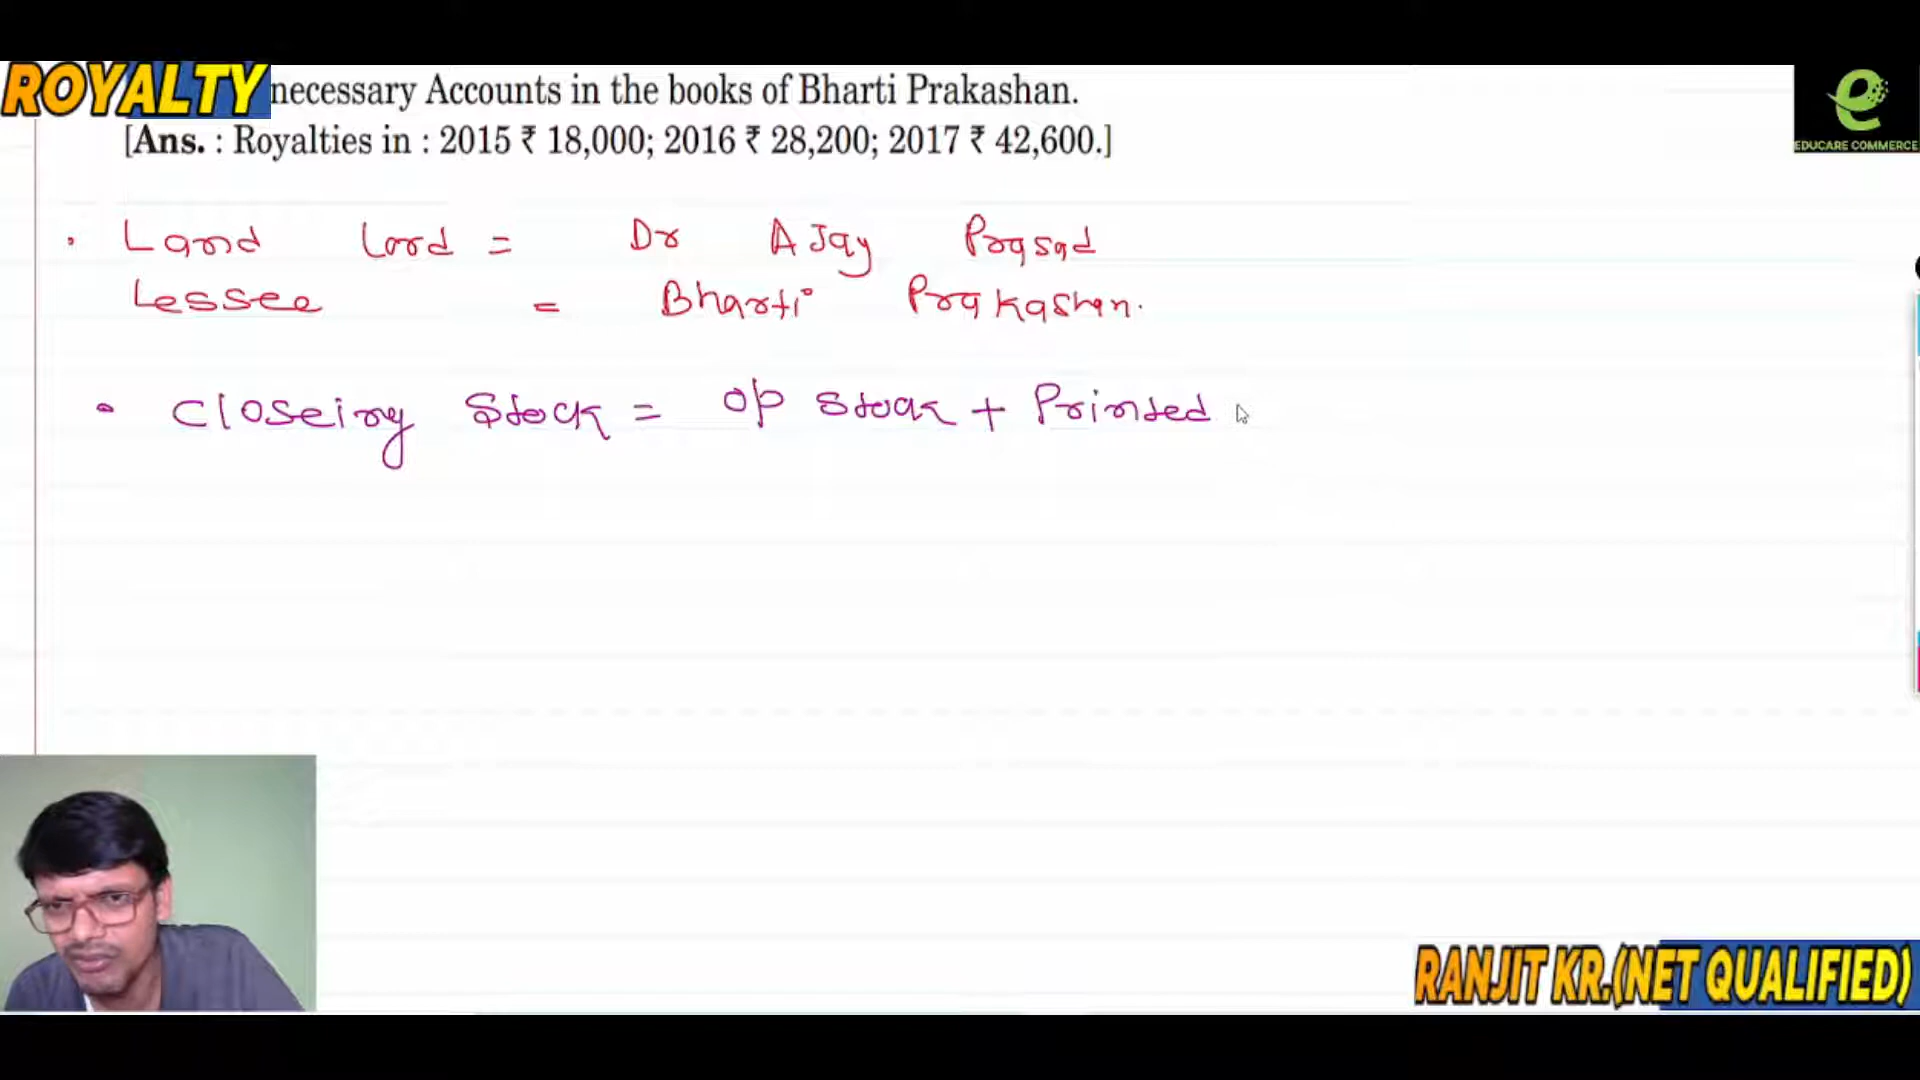 ROYALTY
necessary Accounts in the books of Bharti Prakashan.
[Ans. : Royalties in : 2015 ₹ 18,000; 2016 ₹ 28,200; 2017 ₹ 42,600.]
e
EDUCARE COMMERCE
• Land Lord = Dr AJay Prasad
Lessee = Bharti Prakashan.
• Closeing Stock = op stock + Printed
RANJIT KR.(NET QUALIFIED)